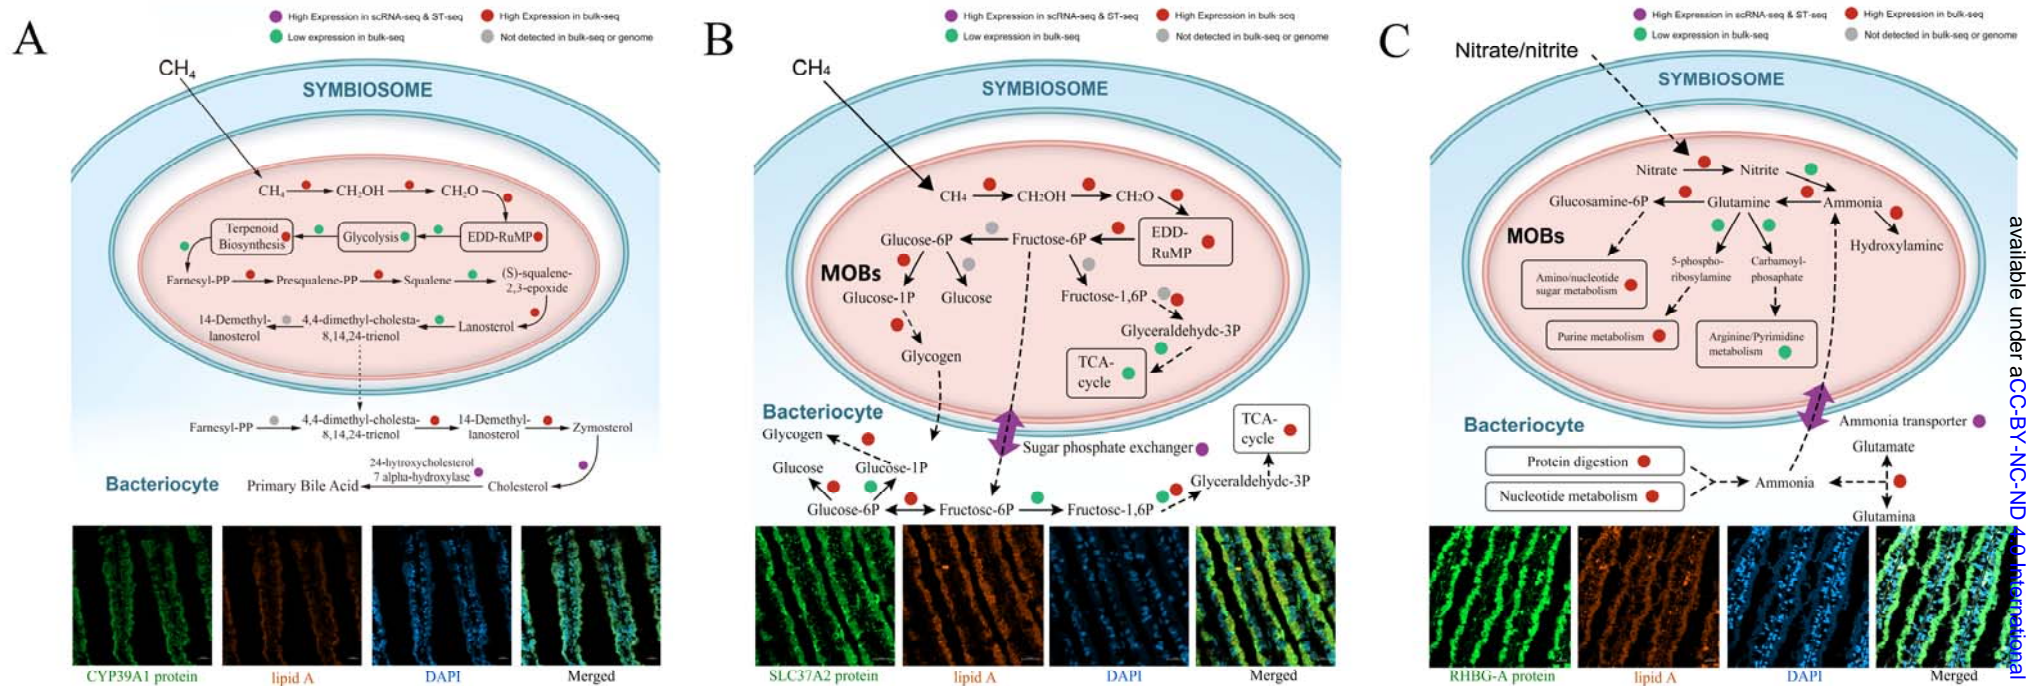 A
High Expression in scRNA-seq & ST-seq
High Expression in bulk-seq
Low expression in bulk-seq
Not detected in bulk-seq or genome
CH₄
SYMBIOSOME
CH₄
CH₂OH
CH₂O
Terpenoid
Biosynthesis
Glycolysis
EDD-RuMP
Farnesyl-PP
Presqualene-PP
Squalene
(S)-squalene-
2,3-epoxide
14-Demethyl-
lanosterol
4,4-dimethyl-cholesta-
8,14,24-trienol
Lanosterol
Farnesyl-PP
4,4-dimethyl-cholesta-
8,14,24-trienol
14-Demethyl-
lanosterol
Zymosterol
24-hytroxycholesterol
7 alpha-hydroxylase
Bacteriocyte
Primary Bile Acid
Cholesterol
CYP39A1 protein
lipid A
DAPI
Merged
B
High Expression in scRNA-seq & ST-seq
High Expression in bulk-seq
Low expression in bulk-seq
Not detected in bulk-seq or genome
CH₄
SYMBIOSOME
CH₄
CH₂OH
CH₂O
Glucose-6P
Fructose-6P
EDD-
RuMP
MOBs
Glucose-1P
Glucose
Fructose-1,6P
Glyceraldehyde-3P
Glycogen
TCA-
cycle
Bacteriocyte
Glycogen
Sugar phosphate exchanger
TCA-
cycle
Glucose
Glucose-1P
Glyceraldehyde-3P
Glucose-6P
Fructose-6P
Fructose-1,6P
SLC37A2 protein
lipid A
DAPI
Merged
C
High Expression in scRNA-seq & ST-seq
High Expression in bulk-seq
Low expression in bulk-seq
Not detected in bulk-seq or genome
Nitrate/nitrite
SYMBIOSOME
Nitrate
Nitrite
Glucosamine-6P
Glutamine
Ammonia
MOBs
Hydroxylamine
5-phospho-
ribosylamine
Carbamoyl-
phosphate
Amino/nucleotide
sugar metabolism
Purine metabolism
Arginine/Pyrimidine
metabolism
Bacteriocyte
Ammonia transporter
Glutamate
Protein digestion
Ammonia
Nucleotide metabolism
Glutamina
RHBG-A protein
lipid A
DAPI
Merged
available under aCC-BY-NC-ND 4.0 International